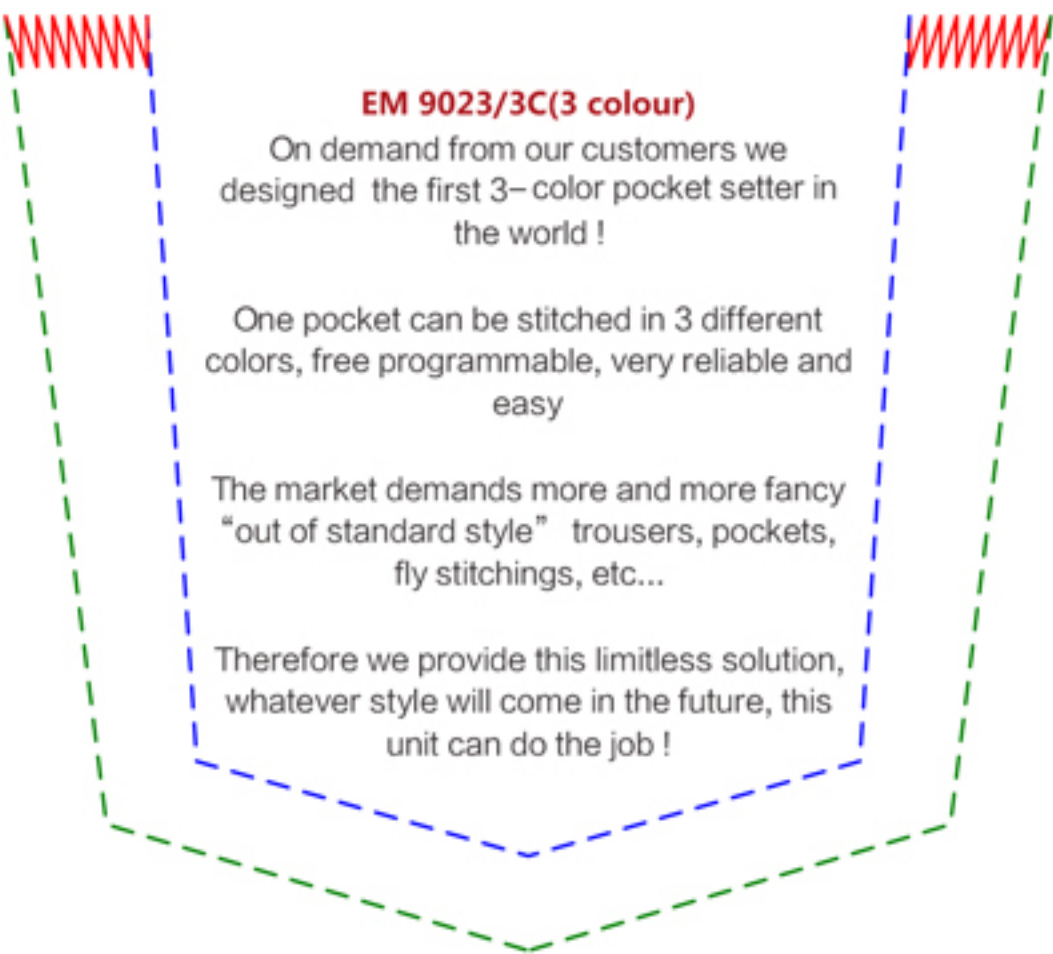 EM 9023/3C(3 colour)
On demand from our customers we
designed the first 3-color pocket setter in
the world !
One pocket can be stitched in 3 different
colors, free programmable, very reliable and
easy
The market demands more and more fancy
“out of standard style” trousers, pockets,
fly stitchings, etc...
Therefore we provide this limitless solution,
whatever style will come in the future, this
unit can do the job !